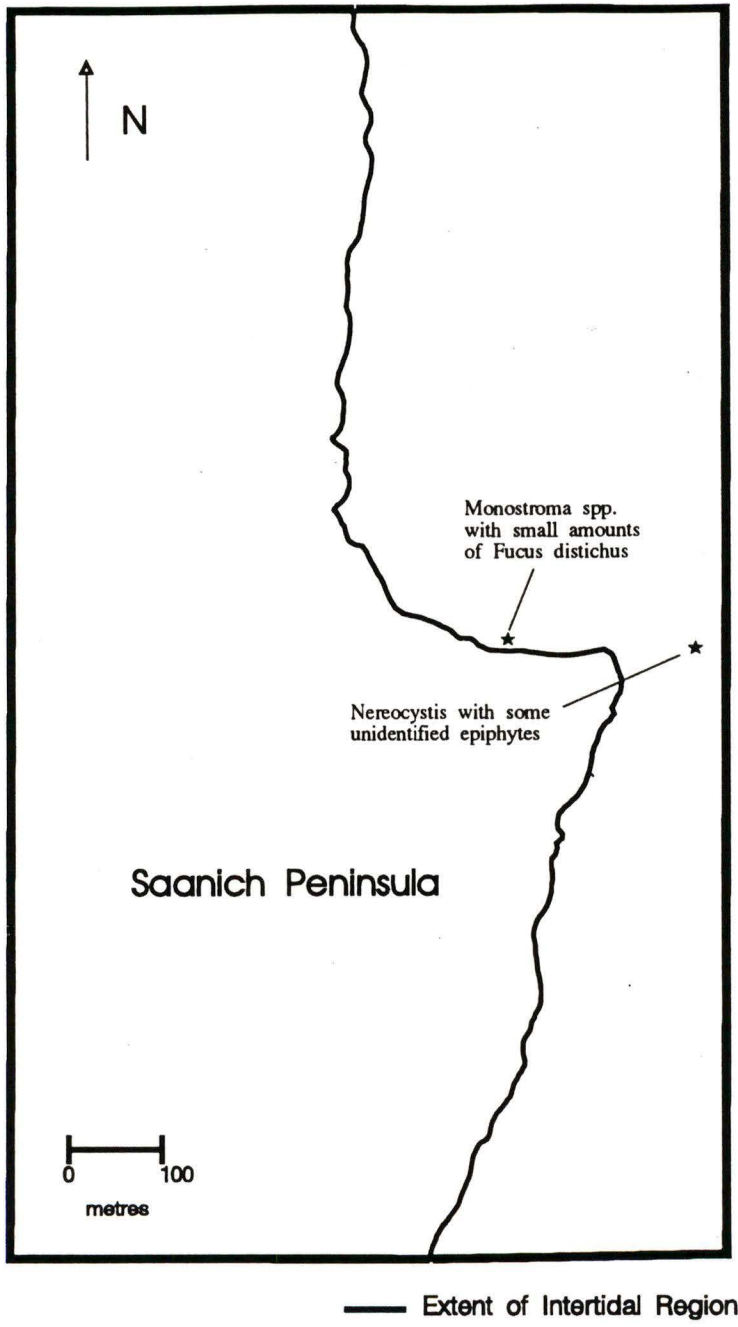 N
Monostroma spp.
with small amounts
of Fucus distichus
Nereocystis with some
unidentified epiphytes
Saanich Peninsula
0 100
metres
Extent of Intertidal Region